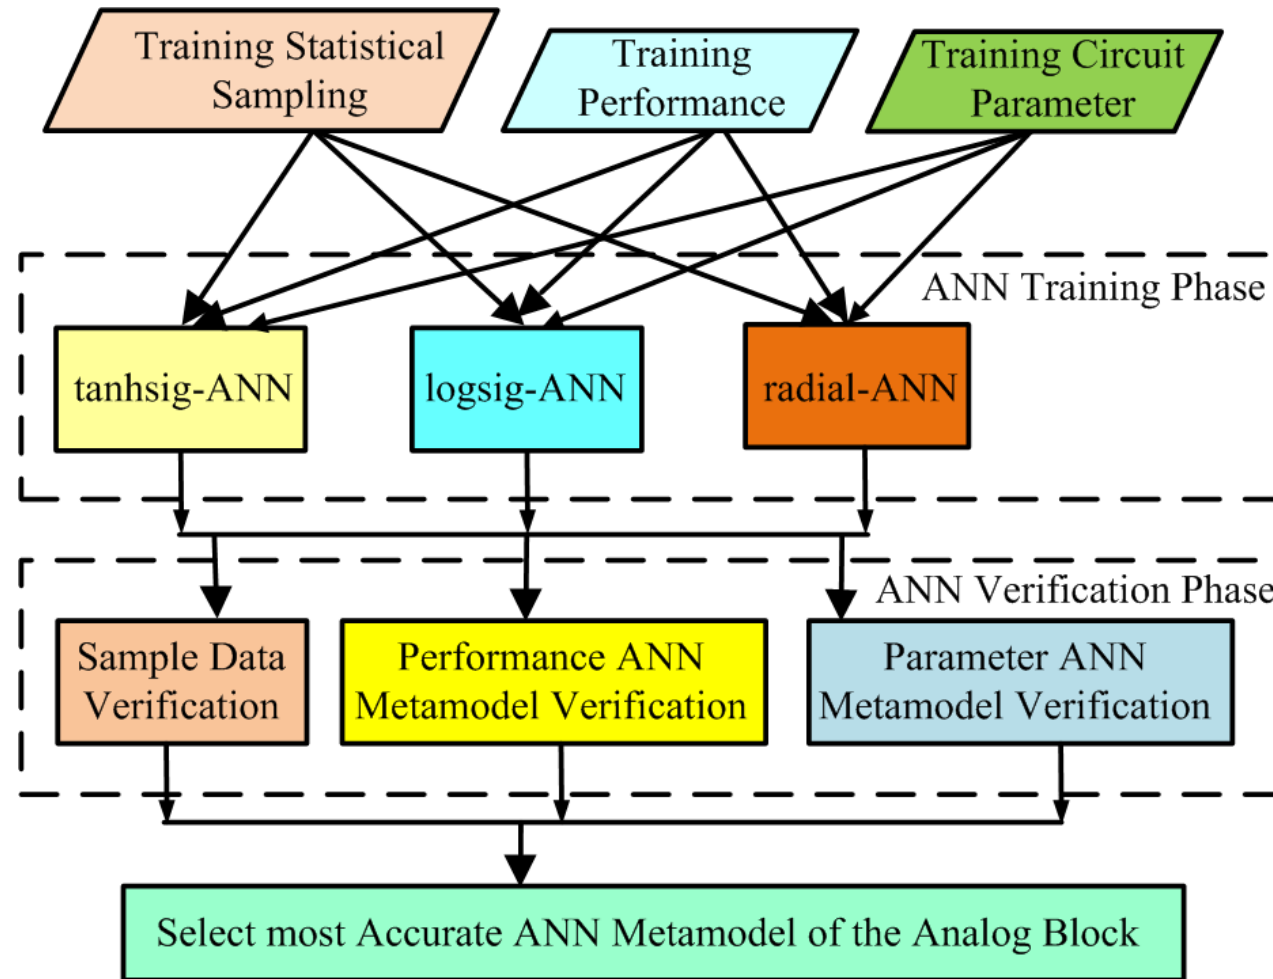 Training Statistical
Sampling
Training
Performance
Training Circuit
Parameter
ANN Training Phase
tanhsig-ANN
logsig-ANN
radial-ANN
ANN Verification Phase
Sample Data
Verification
Performance ANN
Metamodel Verification
Parameter ANN
Metamodel Verification
Select most Accurate ANN Metamodel of the Analog Block